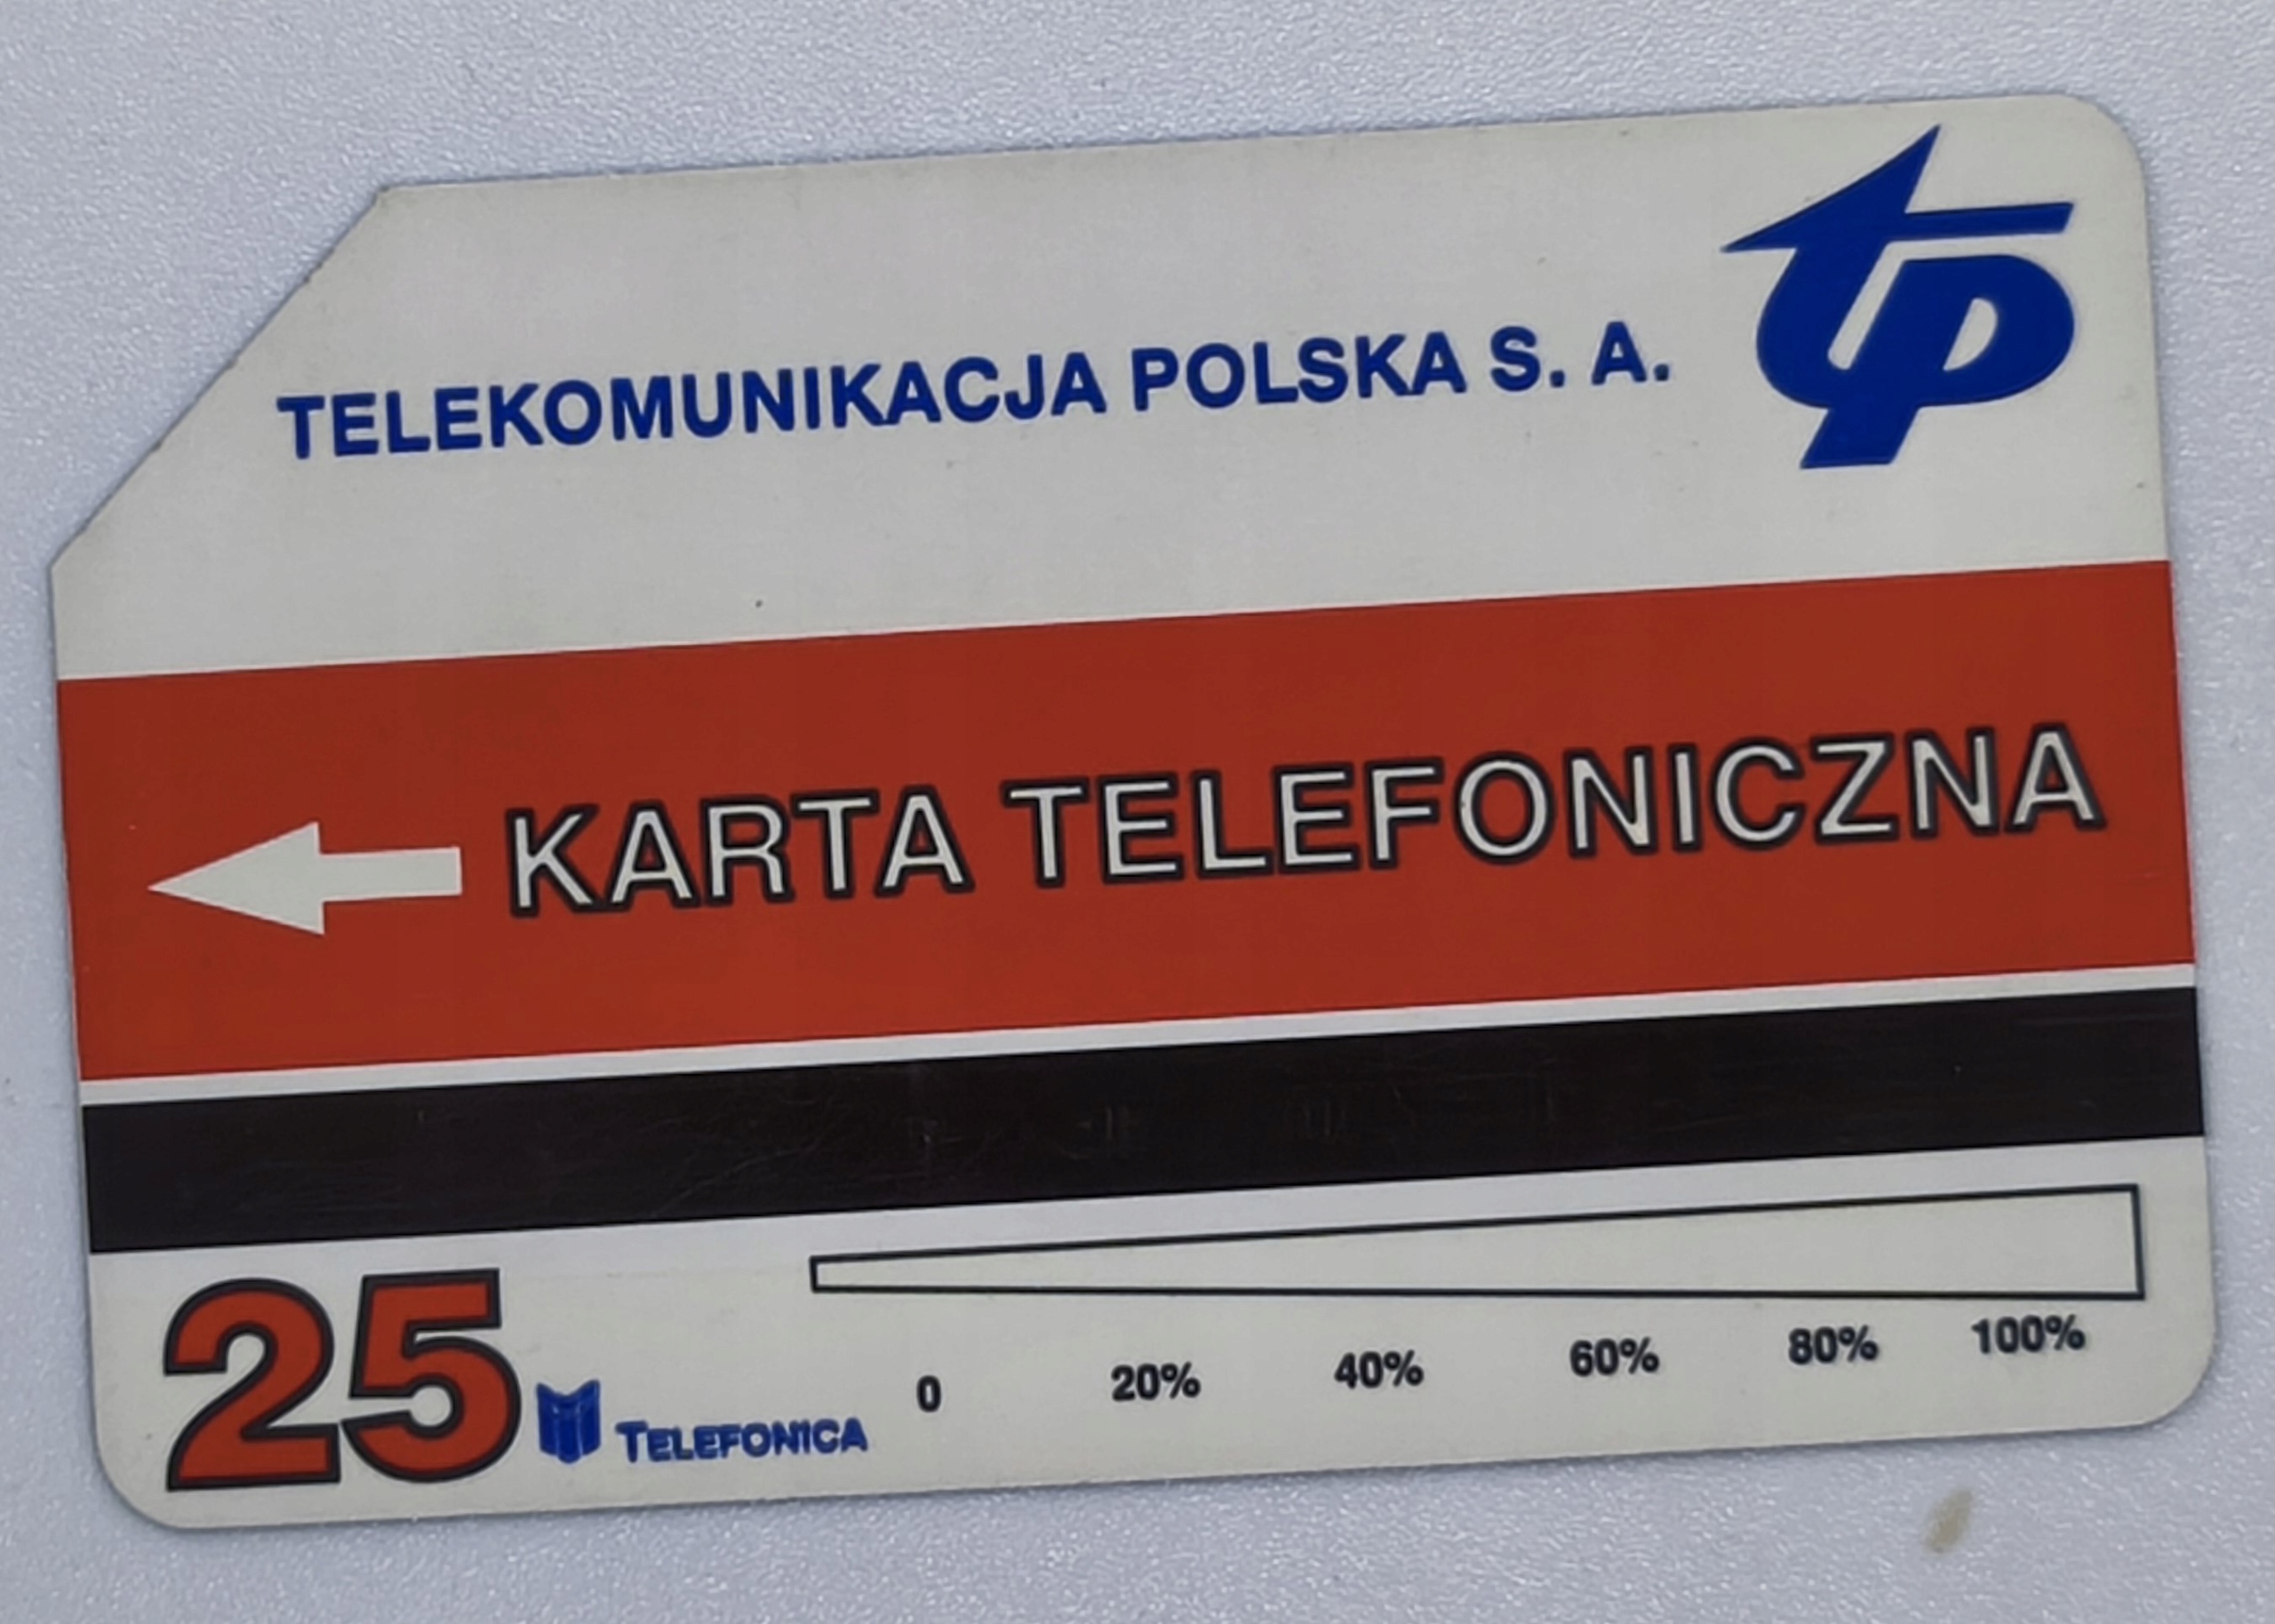 tp
TELEKOMUNIKACJA POLSKA S. A.
KARTA TELEFONICZNA
25 TELEFONICA
0 20% 40% 60% 80% 100%